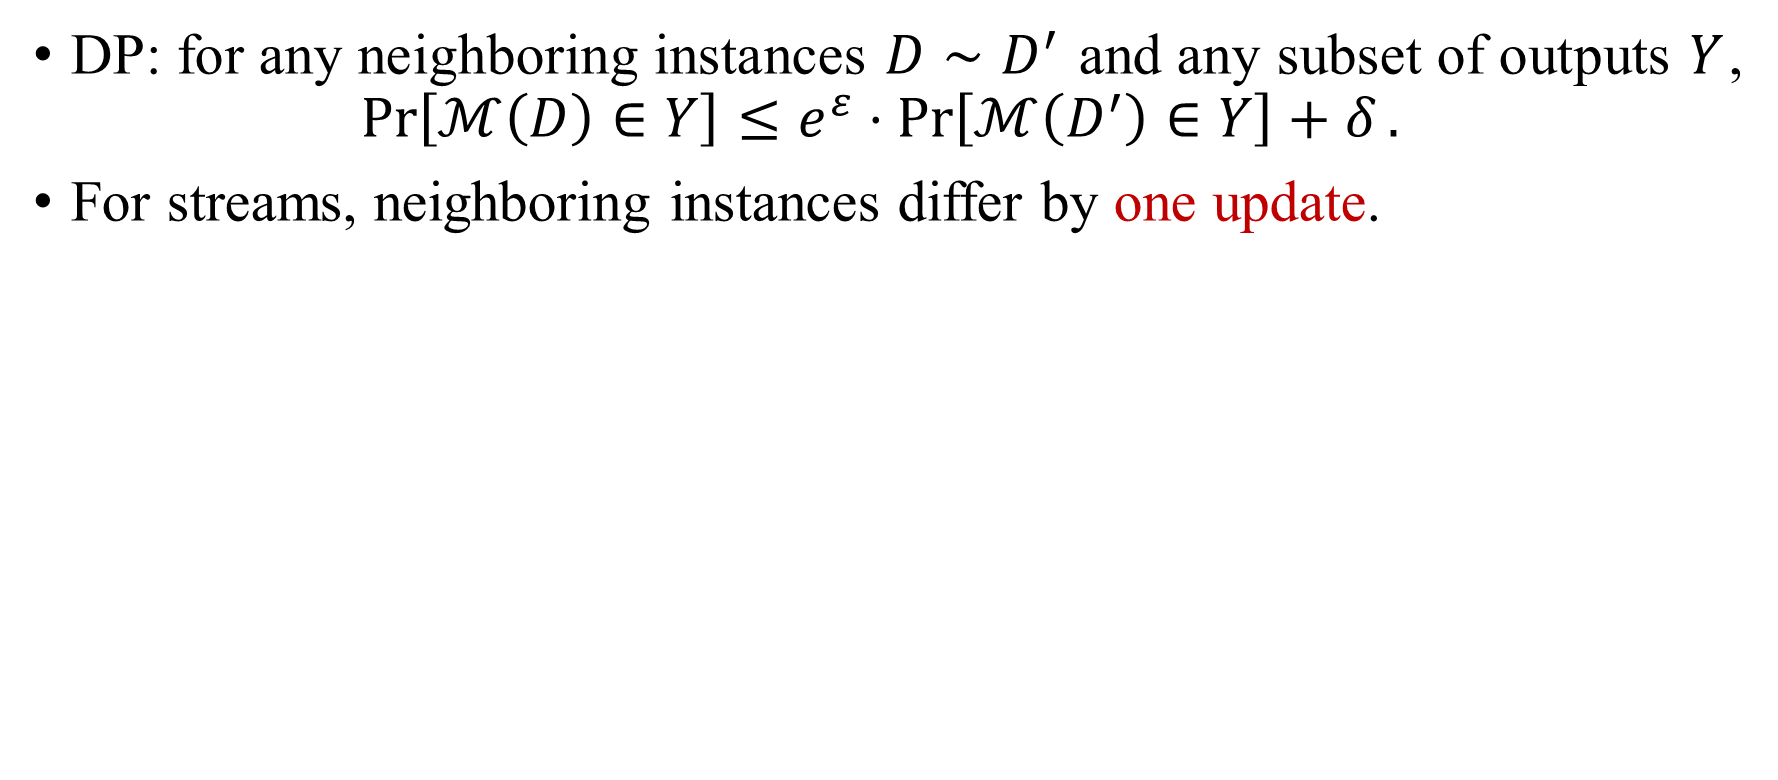 • DP: for any neighboring instances 𝐷 ~ 𝐷′ and any subset of outputs 𝑌,
Pr[ℳ(𝐷) ∈ 𝑌] ≤ 𝑒^𝜀 · Pr[ℳ(𝐷′) ∈ 𝑌] + 𝛿.
• For streams, neighboring instances differ by one update.